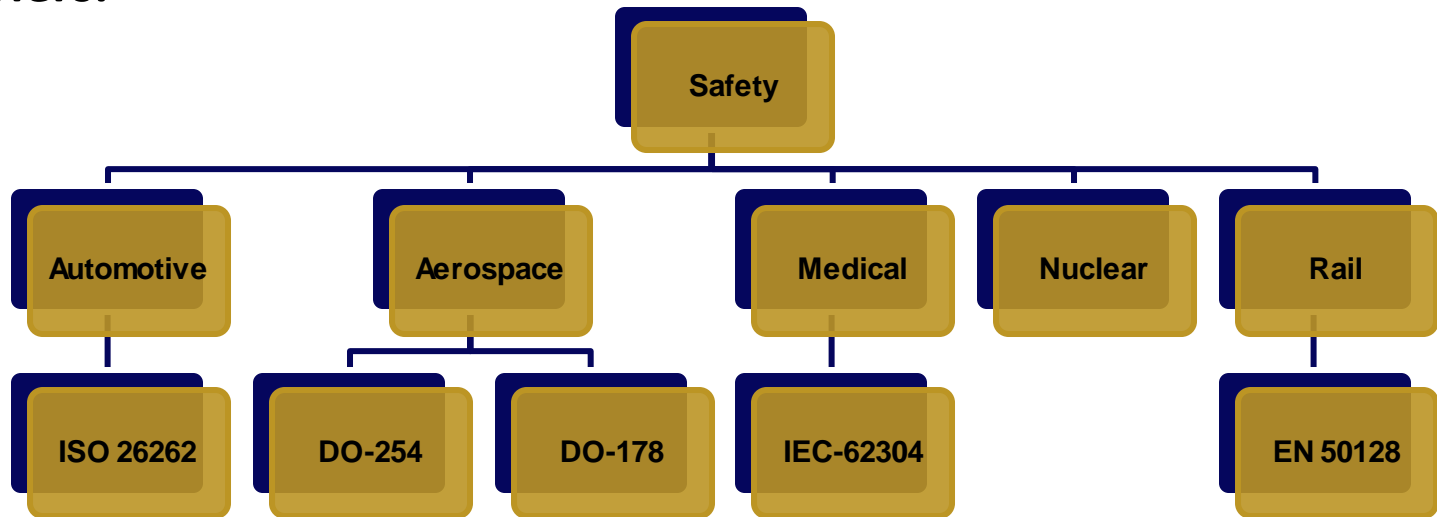 Safety
Automotive
Aerospace
Medical
Nuclear
Rail
ISO 26262
DO-254
DO-178
IEC-62304
EN 50128